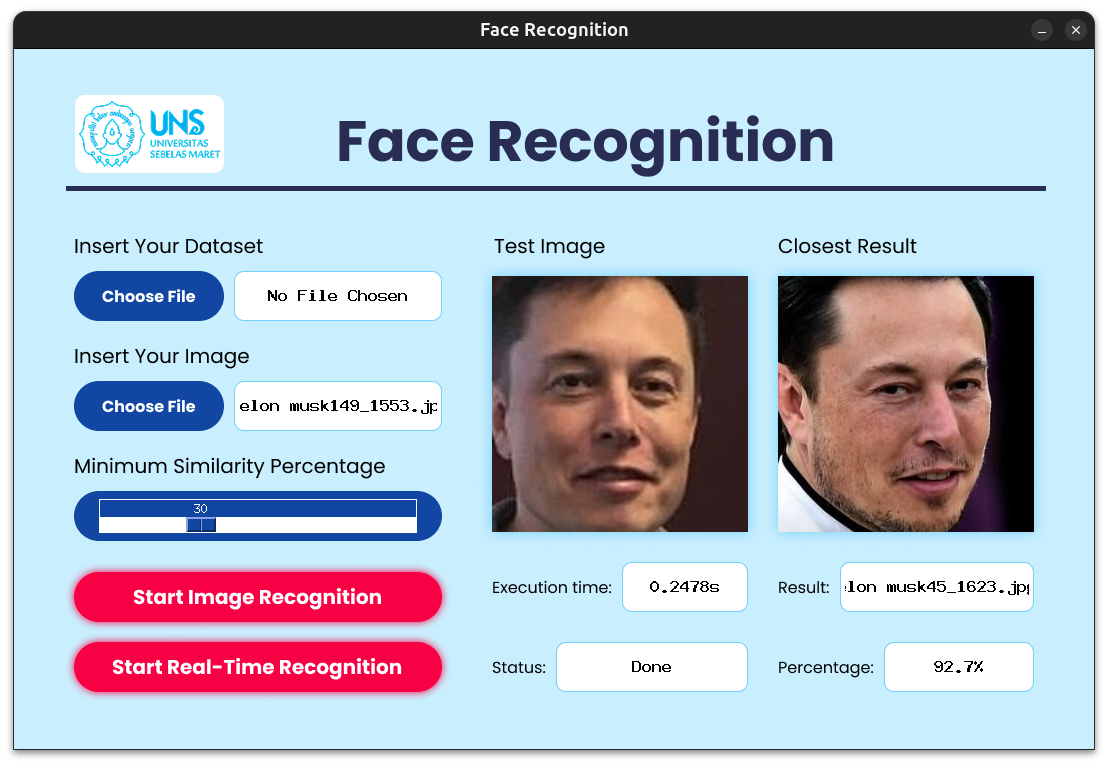 Face Recognition
UNS
UNIVERSITAS
SEBELAS MARET
Face Recognition
Insert Your Dataset
Choose File
No File Chosen
Insert Your Image
Choose File
elon musk149_1553.jp
Minimum Similarity Percentage
30
Start Image Recognition
Start Real-Time Recognition
Test Image
Closest Result
Execution time:
0.2478s
Result:
elon musk45_1623.jpg
Status:
Done
Percentage:
92.7%